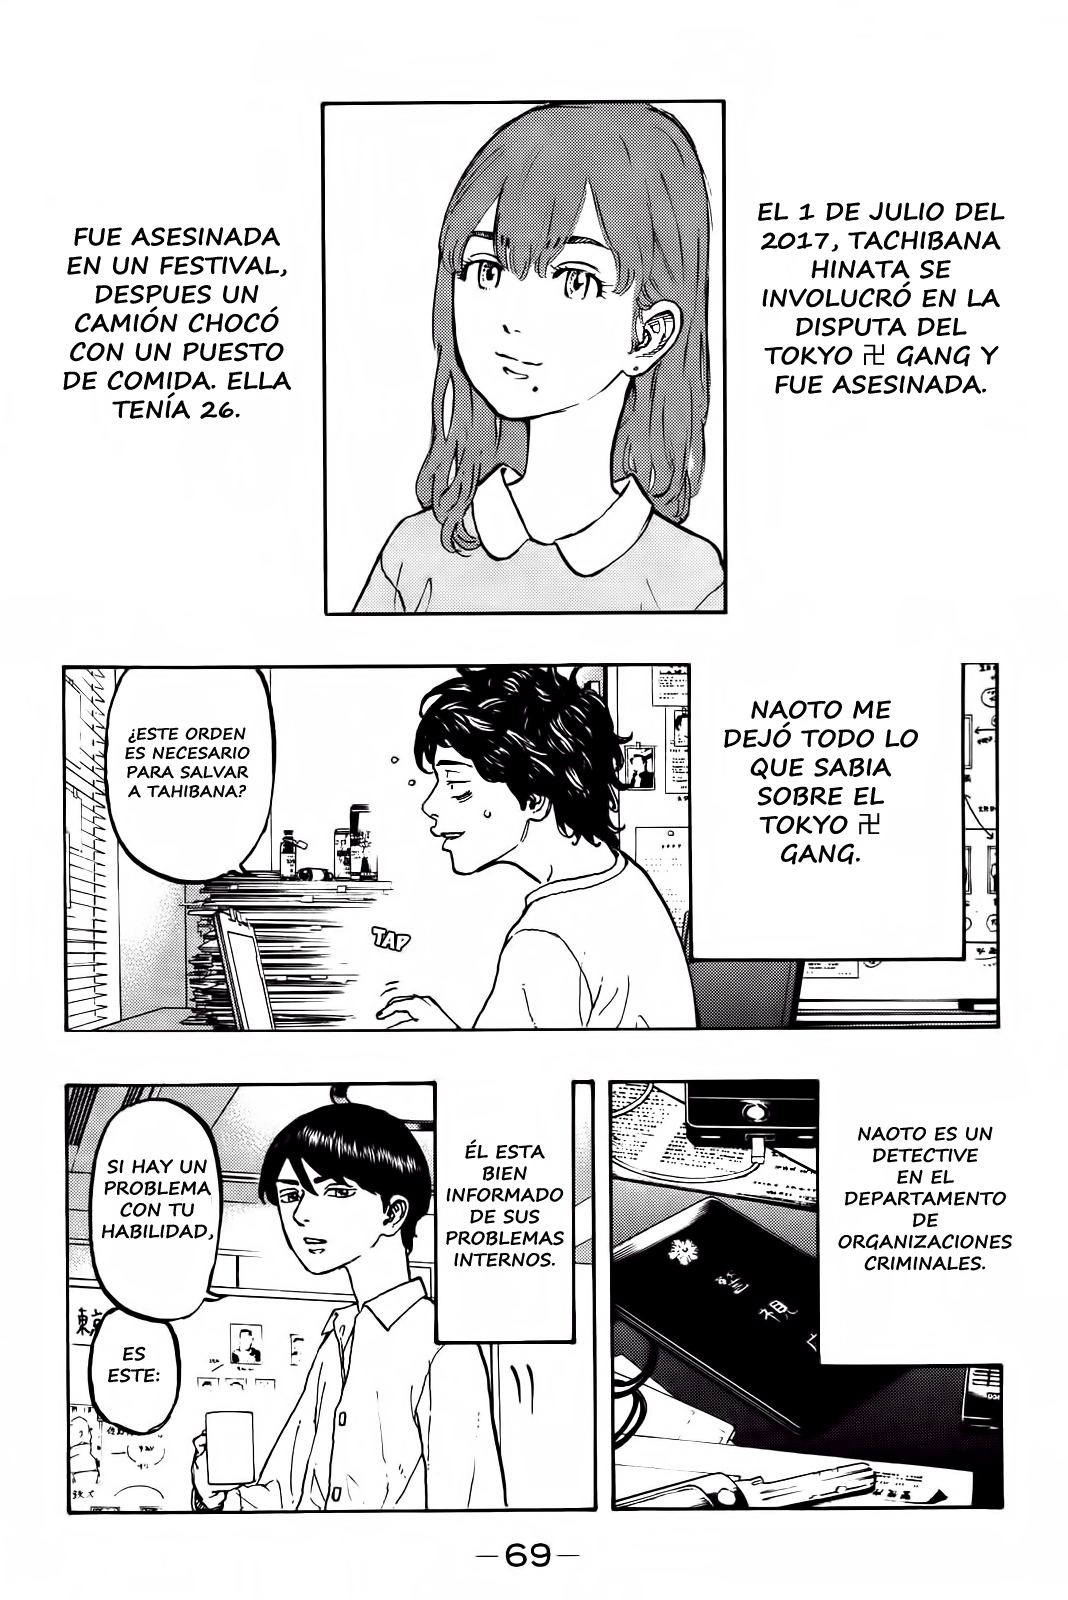 EL 1 DE JULIO DEL
2017, TACHIBANA
HINATA SE
INVOLUCRÓ EN LA
DISPUTA DEL
TOKYO 卍 GANG Y
FUE ASESINADA.
FUE ASESINADA
EN UN FESTIVAL,
DESPUES UN
CAMIÓN CHOCÓ
CON UN PUESTO
DE COMIDA. ELLA
TENÍA 26.
NAOTO ME
DEJÓ TODO LO
QUE SABIA
SOBRE EL
TOKYO 卍
GANG.
¿ESTE ORDEN
ES NECESARIO
PARA SALVAR
A TAHIBANA?
TAP
NAOTO ES UN
DETECTIVE
EN EL
DEPARTAMENTO
DE
ORGANIZACIONES
CRIMINALES.
ÉL ESTA
BIEN
INFORMADO
DE SUS
PROBLEMAS
INTERNOS.
SI HAY UN
PROBLEMA
CON TU
HABILIDAD,
ES
ESTE:
東京
視
—69—